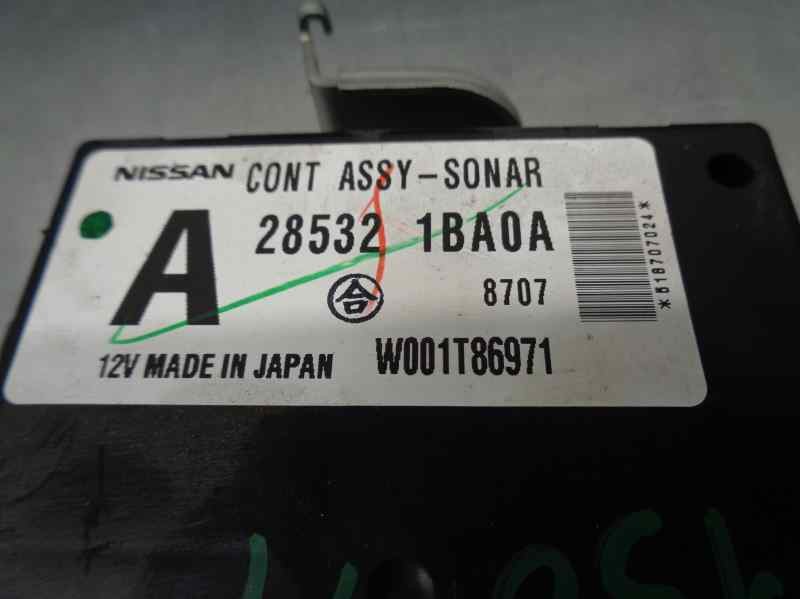 NISSAN CONT ASSY-SONAR
A 28532 1BA0A
合 8707
12V MADE IN JAPAN W001T86971
*518707024*